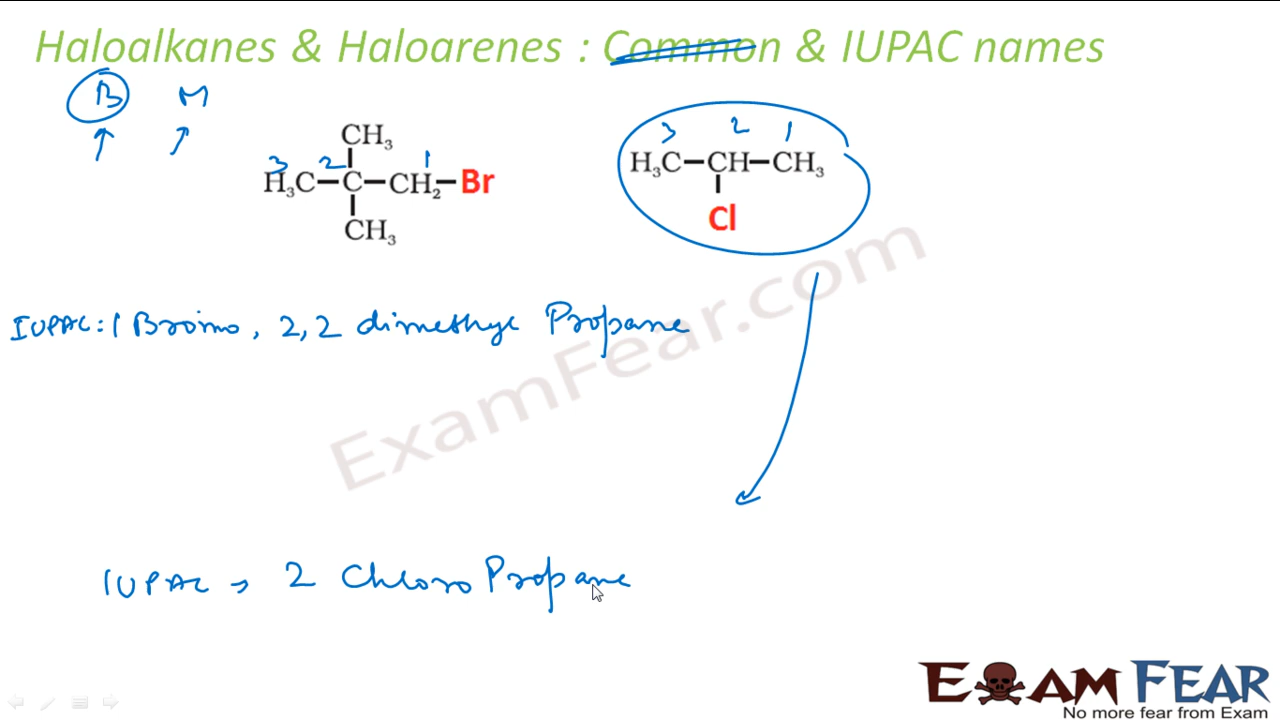 Haloalkanes & Haloarenes : Common & IUPAC names
B M
CH₃
3 2 1
H₃C−C−CH₂−Br
CH₃
3 2 1
H₃C−CH−CH₃
Cl
IUPAC: 1 Bromo, 2,2 dimethyl Propane
ExamFear.com
IUPAC → 2 Chloro Propane
EXAM FEAR
No more fear from Exam